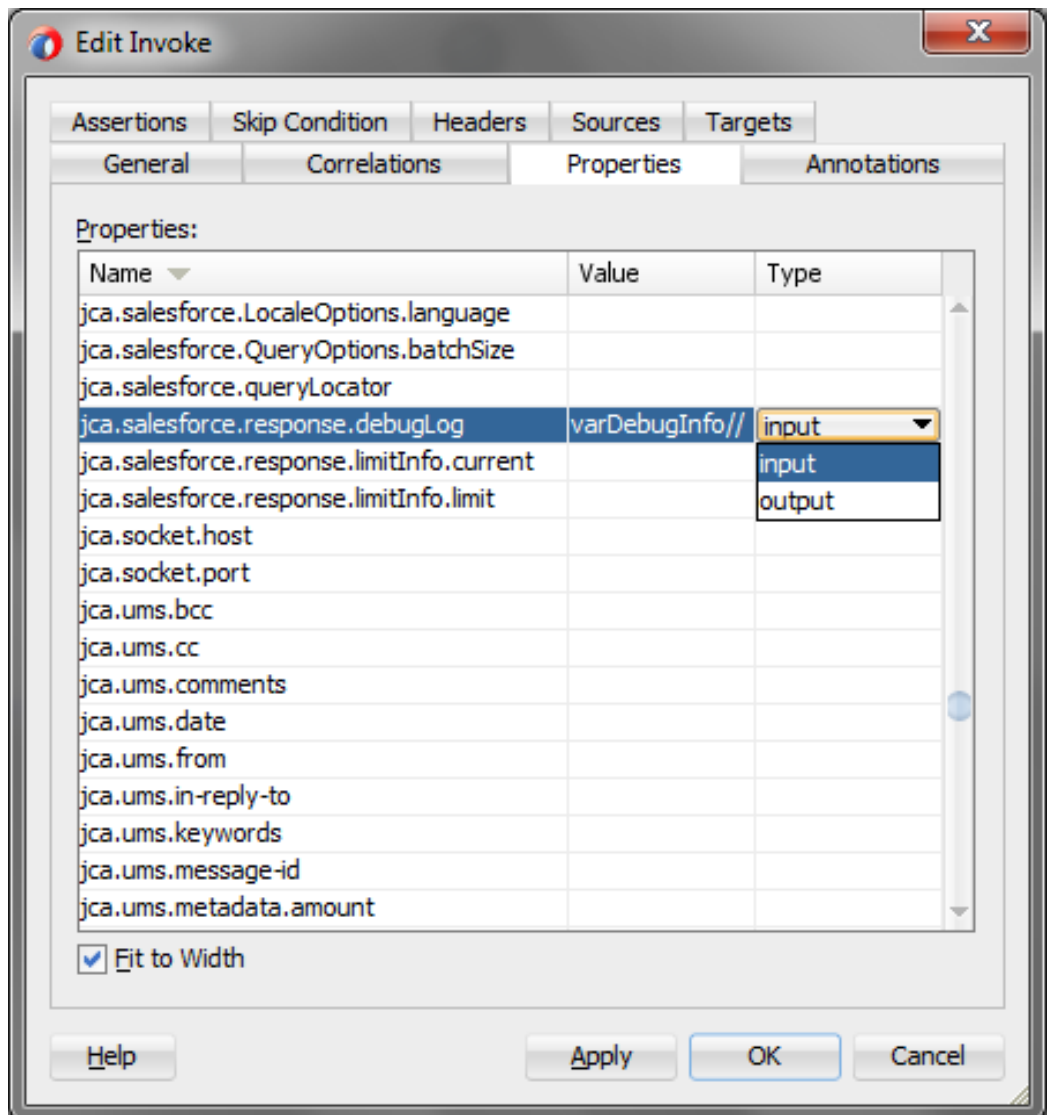 Edit Invoke
Assertions Skip Condition Headers Sources Targets
General Correlations Properties Annotations
Properties:
Name Value Type
jca.salesforce.LocaleOptions.language
jca.salesforce.QueryOptions.batchSize
jca.salesforce.queryLocator
jca.salesforce.response.debugLog varDebugInfo// input
jca.salesforce.response.limitInfo.current input
jca.salesforce.response.limitInfo.limit output
jca.socket.host
jca.socket.port
jca.ums.bcc
jca.ums.cc
jca.ums.comments
jca.ums.date
jca.ums.from
jca.ums.in-reply-to
jca.ums.keywords
jca.ums.message-id
jca.ums.metadata.amount
Fit to Width
Help Apply OK Cancel